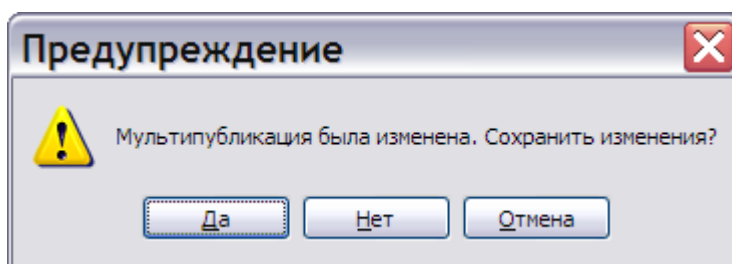 Предупреждение
Мультипубликация была изменена. Сохранить изменения?
Да Нет Отмена